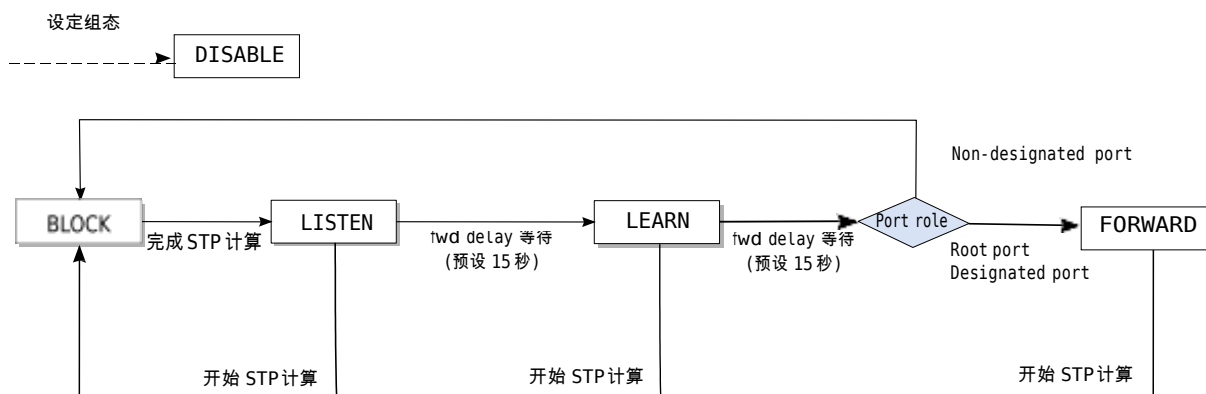 设定组态
DISABLE
Non-designated port
BLOCK
完成 STP 计算
LISTEN
fwd delay 等待
(预设 15 秒)
LEARN
fwd delay 等待
(预设 15 秒)
Port role
Root port
Designated port
FORWARD
开始 STP 计算
开始 STP 计算
开始 STP 计算